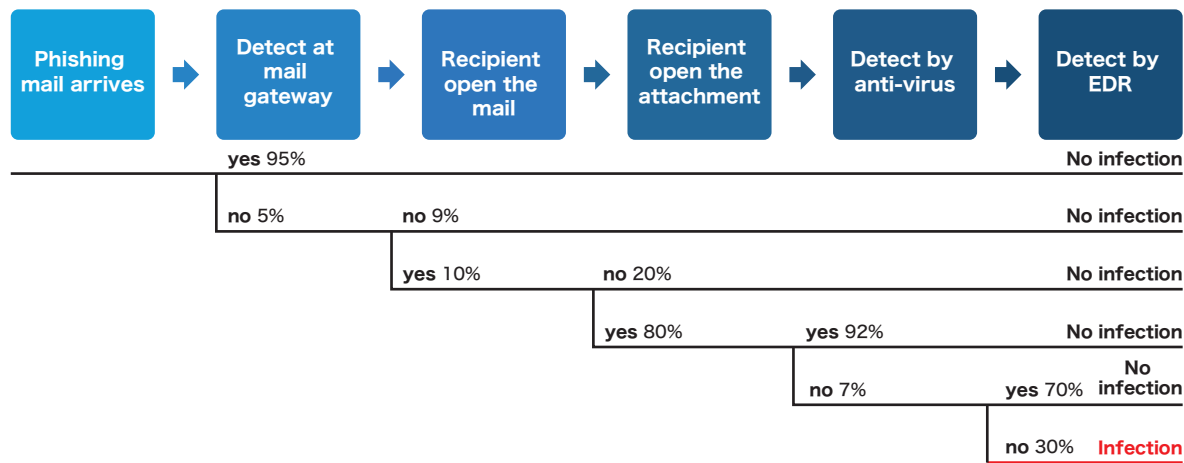 Phishing
mail arrives
Detect at
mail
gateway
Recipient
open the
mail
Recipient
open the
attachment
Detect by
anti-virus
Detect by
EDR
yes 95%
No infection
no 5%
no 9%
No infection
yes 10%
no 20%
No infection
yes 80%
yes 92%
No infection
no 7%
yes 70%
No
infection
no 30%
Infection